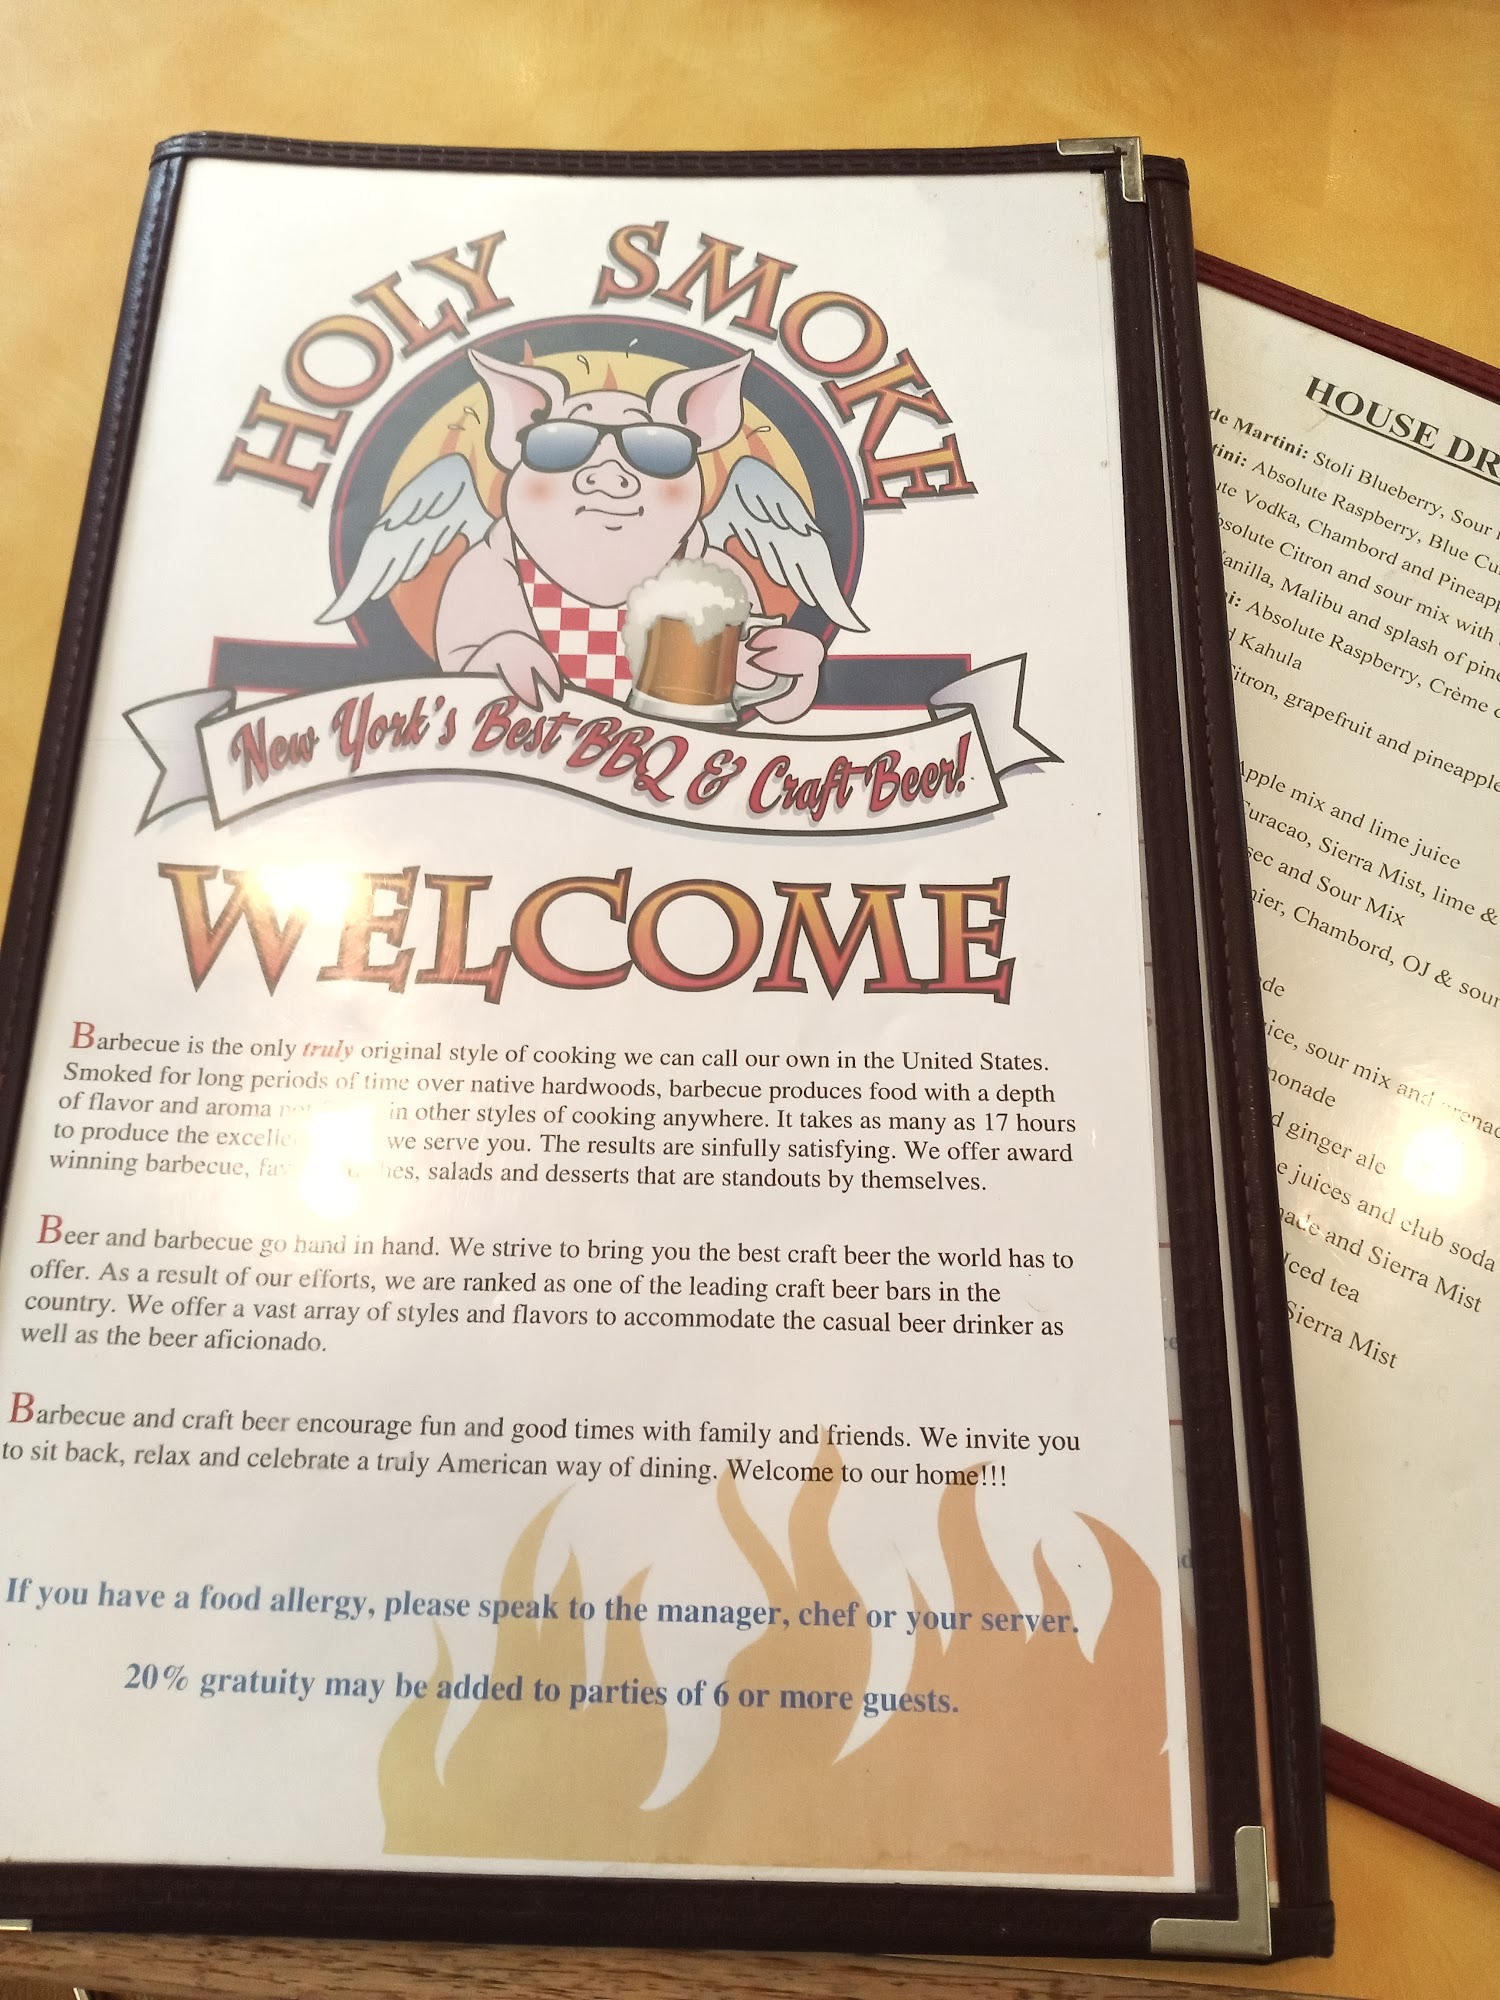 HOLY SMOKE
New York's Best BBQ & Craft Beer!
WELCOME
Barbecue is the only truly original style of cooking we can call our own in the United States.
Smoked for long periods of time over native hardwoods, barbecue produces food with a depth
of flavor and aroma in other styles of cooking anywhere. It takes as many as 17 hours
to produce the we serve you. The results are sinfully satisfying. We offer award
winning barbecue, salads and desserts that are standouts by themselves.
Beer and barbecue go hand in hand. We strive to bring you the best craft beer the world has to
offer. As a result of our efforts, we are ranked as one of the leading craft beer bars in the
country. We offer a vast array of styles and flavors to accommodate the casual beer drinker as
well as the beer aficionado.
Barbecue and craft beer encourage fun and good times with family and friends. We invite you
to sit back, relax and celebrate a truly American way of dining. Welcome to our home!!!
If you have a food allergy, please speak to the manager, chef or your server.
20% gratuity may be added to parties of 6 or more guests.
HOUSE
Martini: Stoli Blueberry, Sour
Absolute Raspberry, Blue
Vodka, Chambord and
Citron and sour mix with
Malibu and splash of
Absolute Raspberry, Crème
Kahula
grapefruit and pineapple
Apple mix and lime juice
Sierra Mist, lime &
and Sour Mix
Chambord, OJ & sour
sour mix and
ginger ale
juices and club soda
and Sierra Mist
Iced tea
Sierra Mist